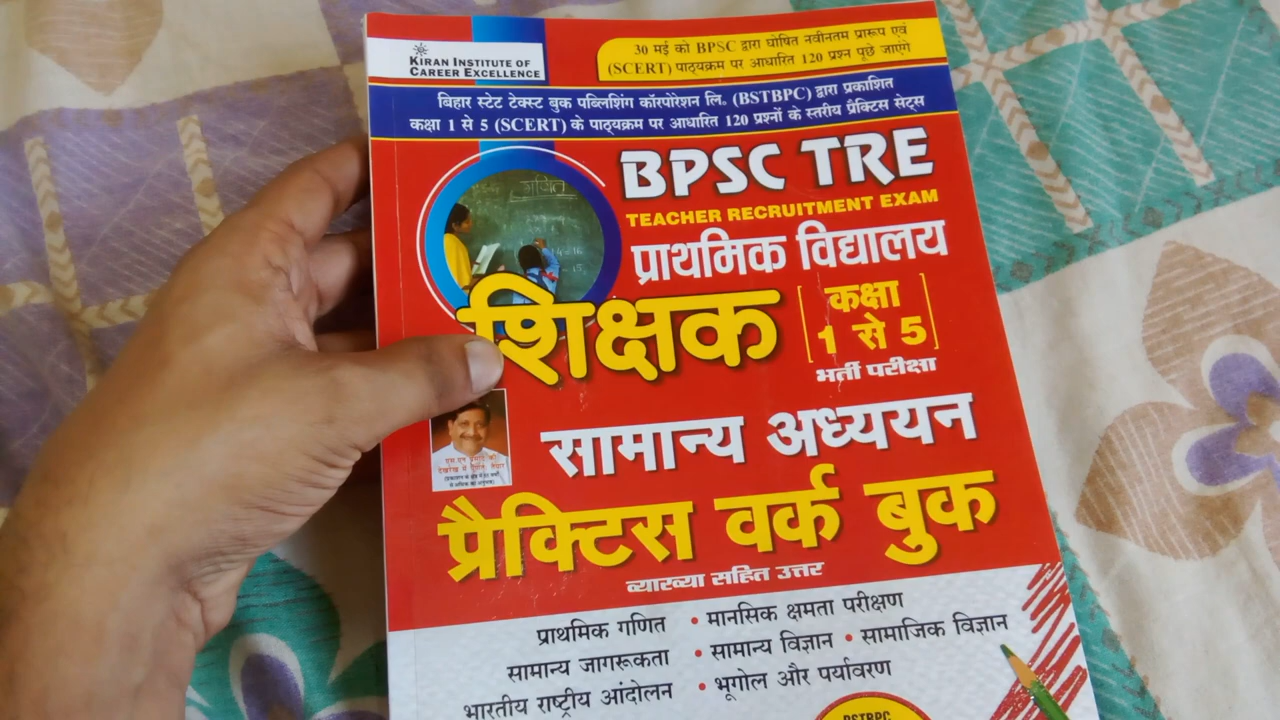 KIRAN INSTITUTE OF
CAREER EXCELLENCE
30 मई को BPSC द्वारा घोषित नवीनतम प्रारूप एवं
(SCERT) पाठ्यक्रम पर आधारित 120 प्रश्न पूछे जाएंगे
बिहार स्टेट टेक्स्ट बुक पब्लिशिंग कॉरपोरेशन लि. (BSTBPC) द्वारा प्रकाशित
कक्षा 1 से 5 (SCERT) के पाठ्यक्रम पर आधारित 120 प्रश्नों के स्तरीय प्रैक्टिस सेट्स
गणित
BPSC TRE
TEACHER RECRUITMENT EXAM
प्राथमिक विद्यालय
शिक्षक
कक्षा
1 से 5
भर्ती परीक्षा
सामान्य अध्ययन
प्रैक्टिस वर्क बुक
व्याख्या सहित उत्तर
प्राथमिक गणित • मानसिक क्षमता परीक्षण
सामान्य जागरूकता • सामान्य विज्ञान • सामाजिक विज्ञान
भारतीय राष्ट्रीय आंदोलन • भूगोल और पर्यावरण
BSTBPC